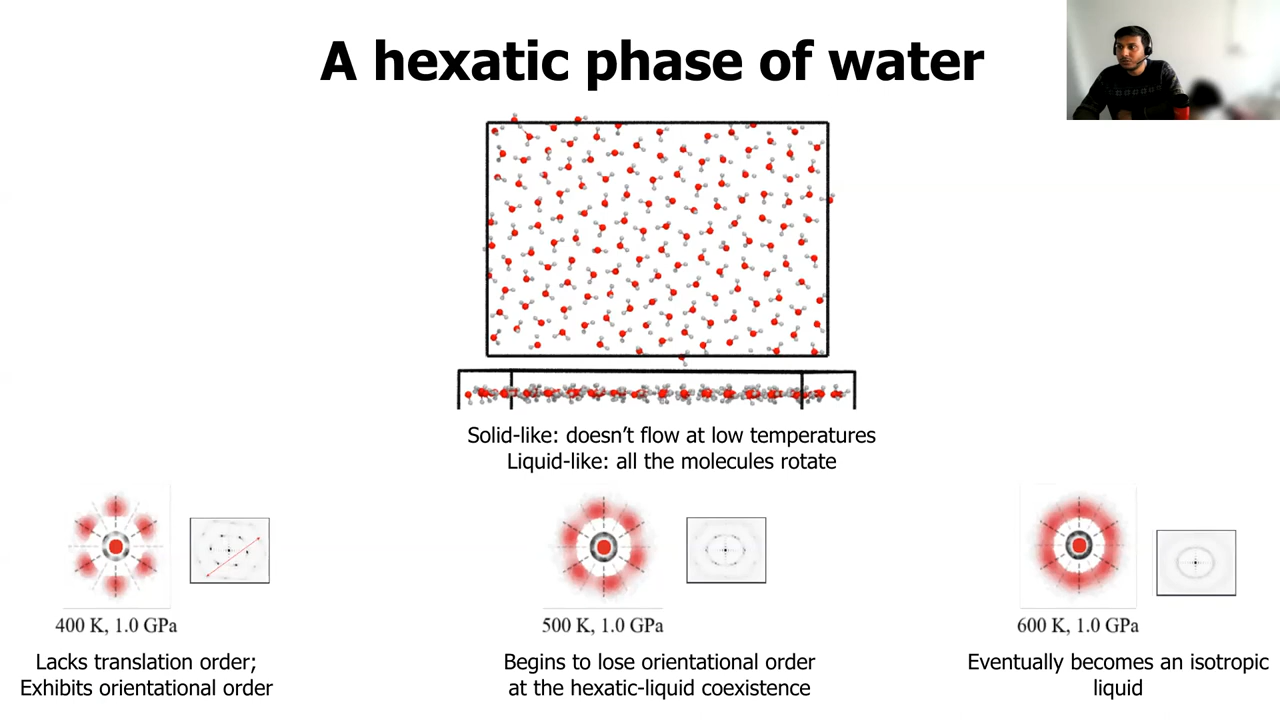 A hexatic phase of water
Solid-like: doesn't flow at low temperatures
Liquid-like: all the molecules rotate
400 K, 1.0 GPa
Lacks translation order;
Exhibits orientational order
500 K, 1.0 GPa
Begins to lose orientational order
at the hexatic-liquid coexistence
600 K, 1.0 GPa
Eventually becomes an isotropic
liquid